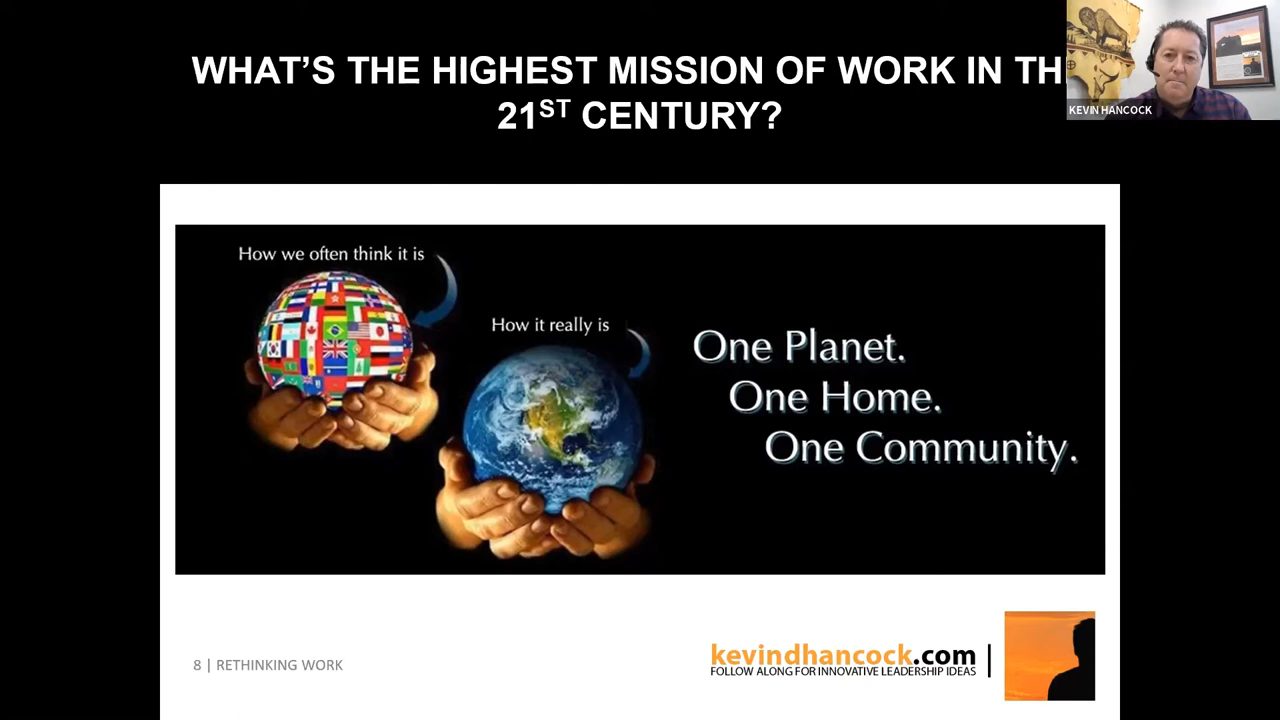 WHAT'S THE HIGHEST MISSION OF WORK IN TH
21ST CENTURY?
KEVIN HANCOCK
How we often think it is
How it really is
One Planet.
One Home.
One Community.
8 | RETHINKING WORK
kevindhancock.com |
FOLLOW ALONG FOR INNOVATIVE LEADERSHIP IDEAS